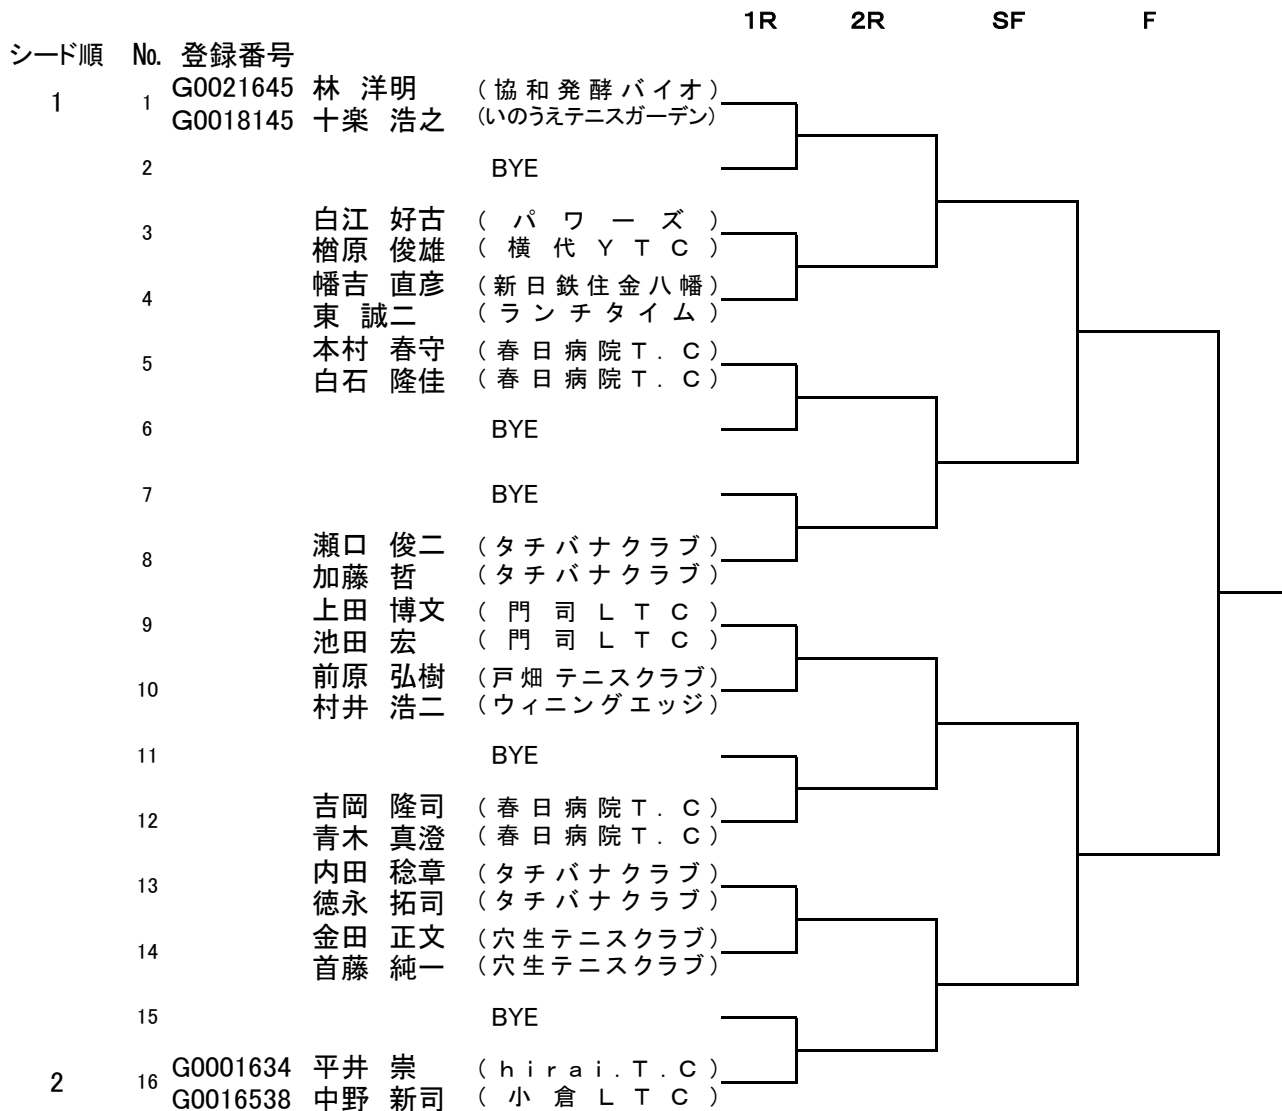 1R 2R SF F
シード順 No. 登録番号
G0021645 林 洋明 (協和発酵バイオ)
1 1
G0018145 十楽 浩之 (いのうえテニスガーデン)
2 BYE
白江 好古 (パワーズ)
3
楢原 俊雄 (横代YTC)
幡吉 直彦 (新日鉄住金八幡)
4
東 誠二 (ランチタイム)
本村 春守 (春日病院T.C)
5
白石 隆佳 (春日病院T.C)
6 BYE
7 BYE
瀬口 俊二 (タチバナクラブ)
8
加藤 哲 (タチバナクラブ)
上田 博文 (門司LTC)
9
池田 宏 (門司LTC)
前原 弘樹 (戸畑テニスクラブ)
10
村井 浩二 (ウィニングエッジ)
11 BYE
吉岡 隆司 (春日病院T.C)
12
青木 真澄 (春日病院T.C)
内田 稔章 (タチバナクラブ)
13
徳永 拓司 (タチバナクラブ)
金田 正文 (穴生テニスクラブ)
14
首藤 純一 (穴生テニスクラブ)
15 BYE
G0001634 平井 崇 (hirai.T.C)
2 16
G0016538 中野 新司 (小倉LTC)